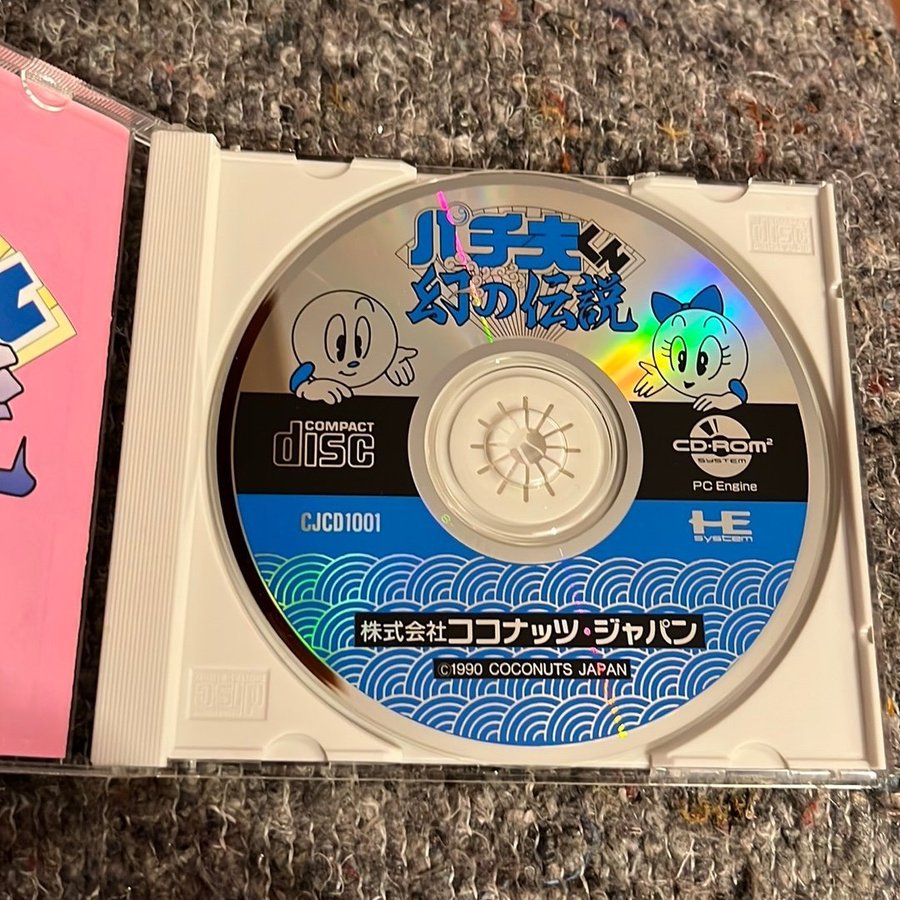 パチ夫くん
幻の伝説
COMPACT
disc
CD-ROM²
SYSTEM
PC Engine
CJCD1001
HE
system
株式会社ココナッツ・ジャパン
©1990 COCONUTS JAPAN